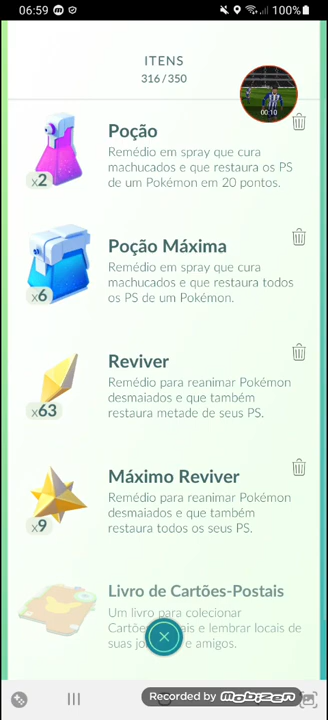 06:59
100%
ITENS
316/350
00:10
Poção
Remédio em spray que cura
machucados e que restaura os PS
de um Pokémon em 20 pontos.
x2
Poção Máxima
Remédio em spray que cura
machucados e que restaura todos
os PS de um Pokémon.
x6
Reviver
Remédio para reanimar Pokémon
desmaiados e que também
restaura metade de seus PS.
x63
Máximo Reviver
Remédio para reanimar Pokémon
desmaiados e que também
restaura todos os seus PS.
x9
Livro de Cartões-Postais
Um livro para colecionar
e lembrar locais de
e amigos.
Recorded by mobizen